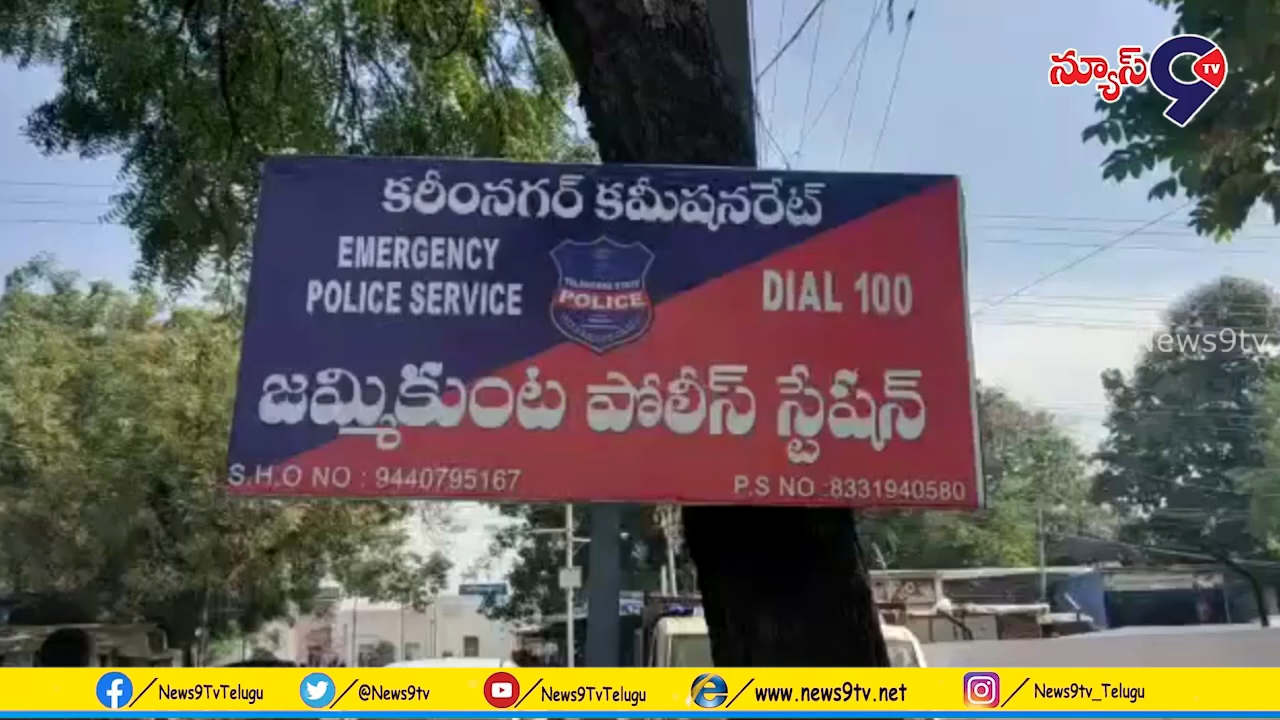 న్యూస్ 9 TV
కరీంనగర్ కమీషనరేట్
EMERGENCY
POLICE SERVICE
TELANGANA STATE
POLICE
DIAL 100
జమ్మికుంట పోలీస్ స్టేషన్
S.H.O NO : 9440795167
P.S NO :8331940580
News9tv
/News9TvTelugu
/@News9tv
/News9TvTelugu
/www.news9tv.net
/News9tv_Telugu